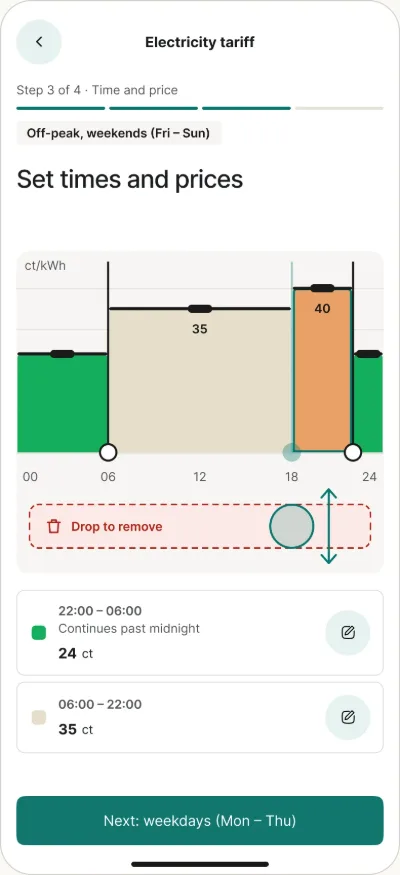 Electricity tariff
Step 3 of 4 · Time and price
Off-peak, weekends (Fri – Sun)
Set times and prices
ct/kWh
40
35
00 06 12 18 24
Drop to remove
22:00 – 06:00
Continues past midnight
24 ct
06:00 – 22:00
35 ct
Next: weekdays (Mon – Thu)